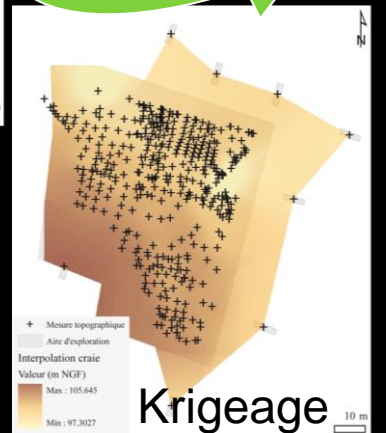 N
+ Mesure topographique
Aire d'exploration
Interpolation craie
Valeur (m NGF)
Max : 105.645
Min : 97.3027
Krigeage
10 m